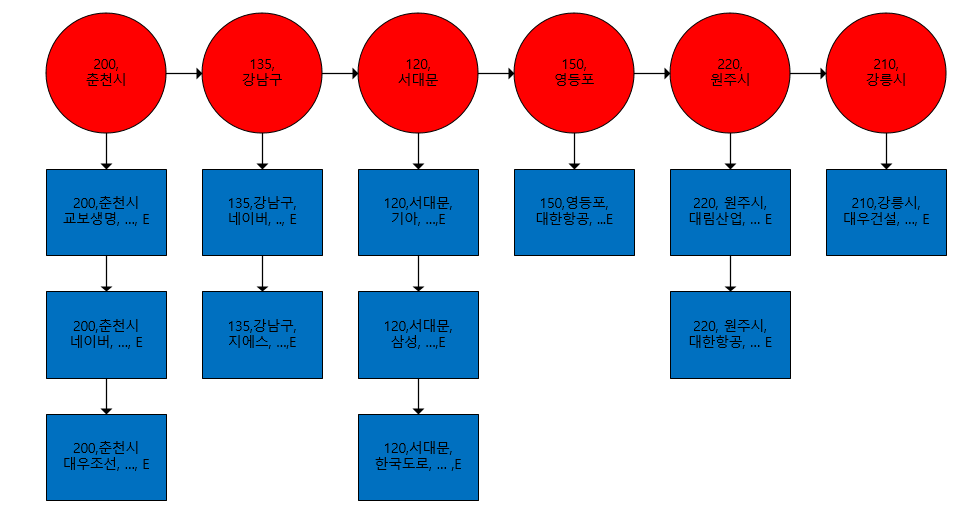 200,
춘천시
135,
강남구
120,
서대문
150,
영등포
220,
원주시
210,
강릉시
200,춘천시
교보생명, ..., E
135,강남구,
네이버, .., E
120,서대문,
기아, ...,E
150,영등포,
대한항공, ...E
220, 원주시,
대림산업, ... E
210,강릉시,
대우건설, ..., E
200,춘천시
네이버, ..., E
135,강남구,
지에스, ...,E
120,서대문,
삼성, ...,E
220, 원주시,
대한항공, ... E
200,춘천시
대우조선, ..., E
120,서대문,
한국도로, ... ,E